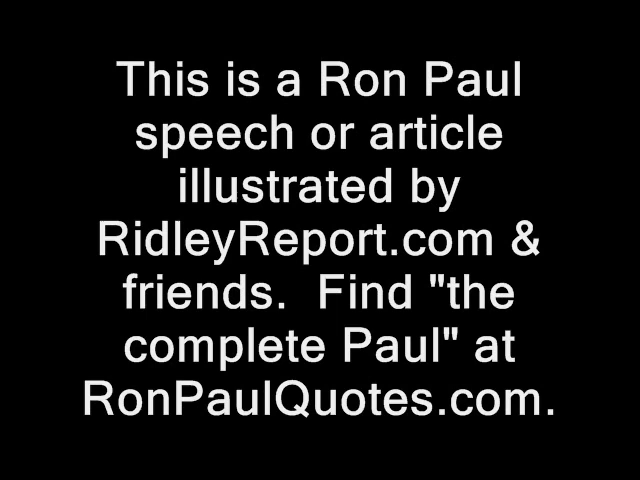 This is a Ron Paul
speech or article
illustrated by
RidleyReport.com &
friends.  Find "the
complete Paul" at
RonPaulQuotes.com.